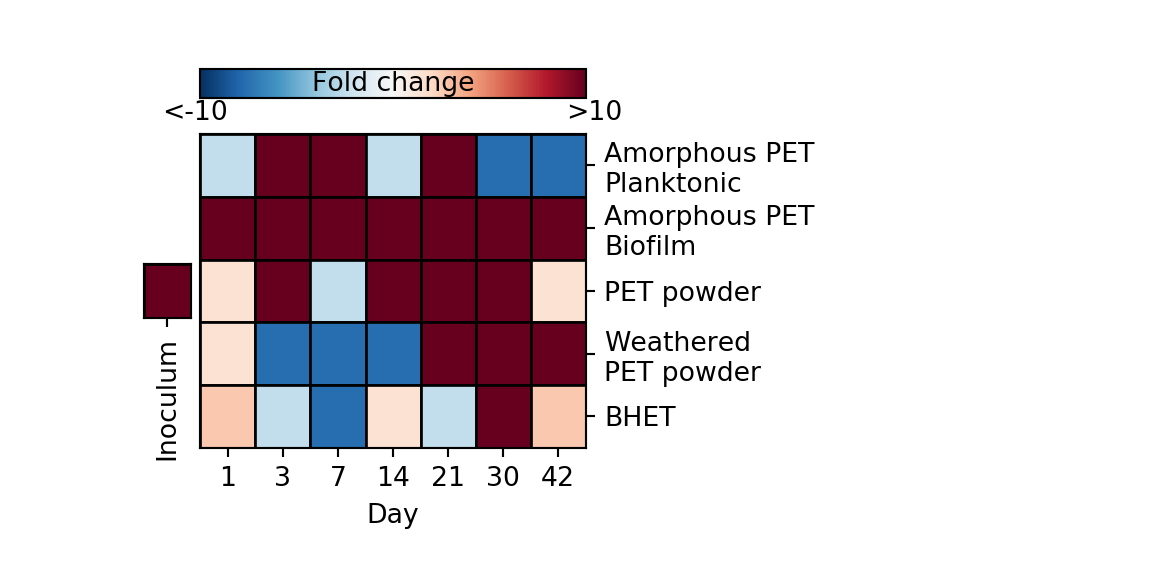 Fold change
<-10 >10
Amorphous PET
Planktonic
Amorphous PET
Biofilm
PET powder
Weathered
PET powder
BHET
Inoculum
1 3 7 14 21 30 42
Day